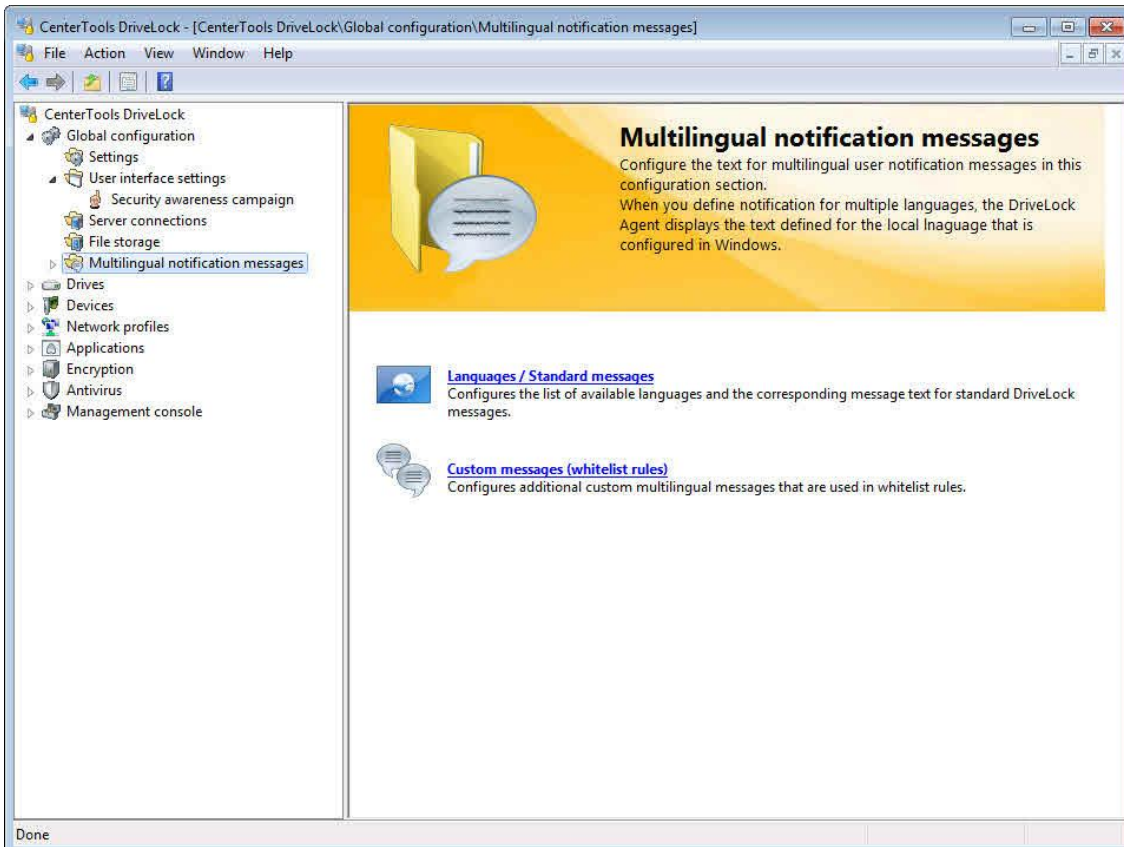 CenterTools DriveLock - [CenterTools DriveLock\Global configuration\Multilingual notification messages]
File Action View Window Help
CenterTools DriveLock
Global configuration
Settings
User interface settings
Security awareness campaign
Server connections
File storage
Multilingual notification messages
Drives
Devices
Network profiles
Applications
Encryption
Antivirus
Management console
Multilingual notification messages
Configure the text for multilingual user notification messages in this
configuration section.
When you define notification for multiple languages, the DriveLock
Agent displays the text defined for the local lnaguage that is
configured in Windows.
Languages / Standard messages
Configures the list of available languages and the corresponding message text for standard DriveLock
messages.
Custom messages (whitelist rules)
Configures additional custom multilingual messages that are used in whitelist rules.
Done